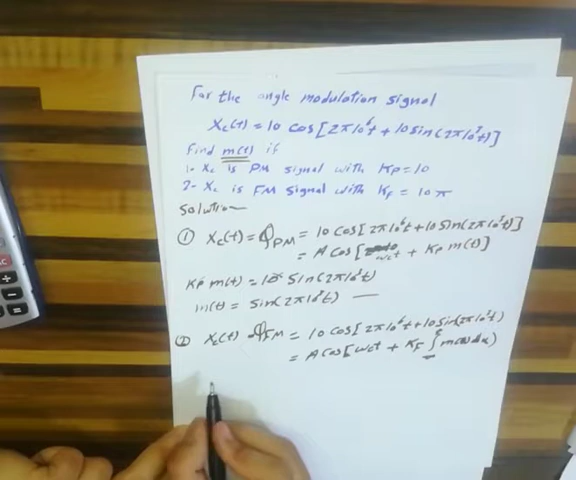 For the angle modulation signal
Xc(t) = 10 cos[2π10⁶t + 10 sin(2π10³t)]
Find m(t) if
1- Xc is PM signal with Kp = 10
2- Xc is FM signal with Kf = 10 π
Solution
① Xc(t) = φPM = 10 cos[2π10⁶t + 10 sin(2π10³t)]
= A cos[ωct + Kp m(t)]
Kp m(t) = 10 sin(2π10³t)
m(t) = sin(2π10³t)
② Xc(t) = φFM = 10 cos[2π10⁶t + 10 sin(2π10³t)
= A cos[ωct + Kf ∫ m(α)dα)